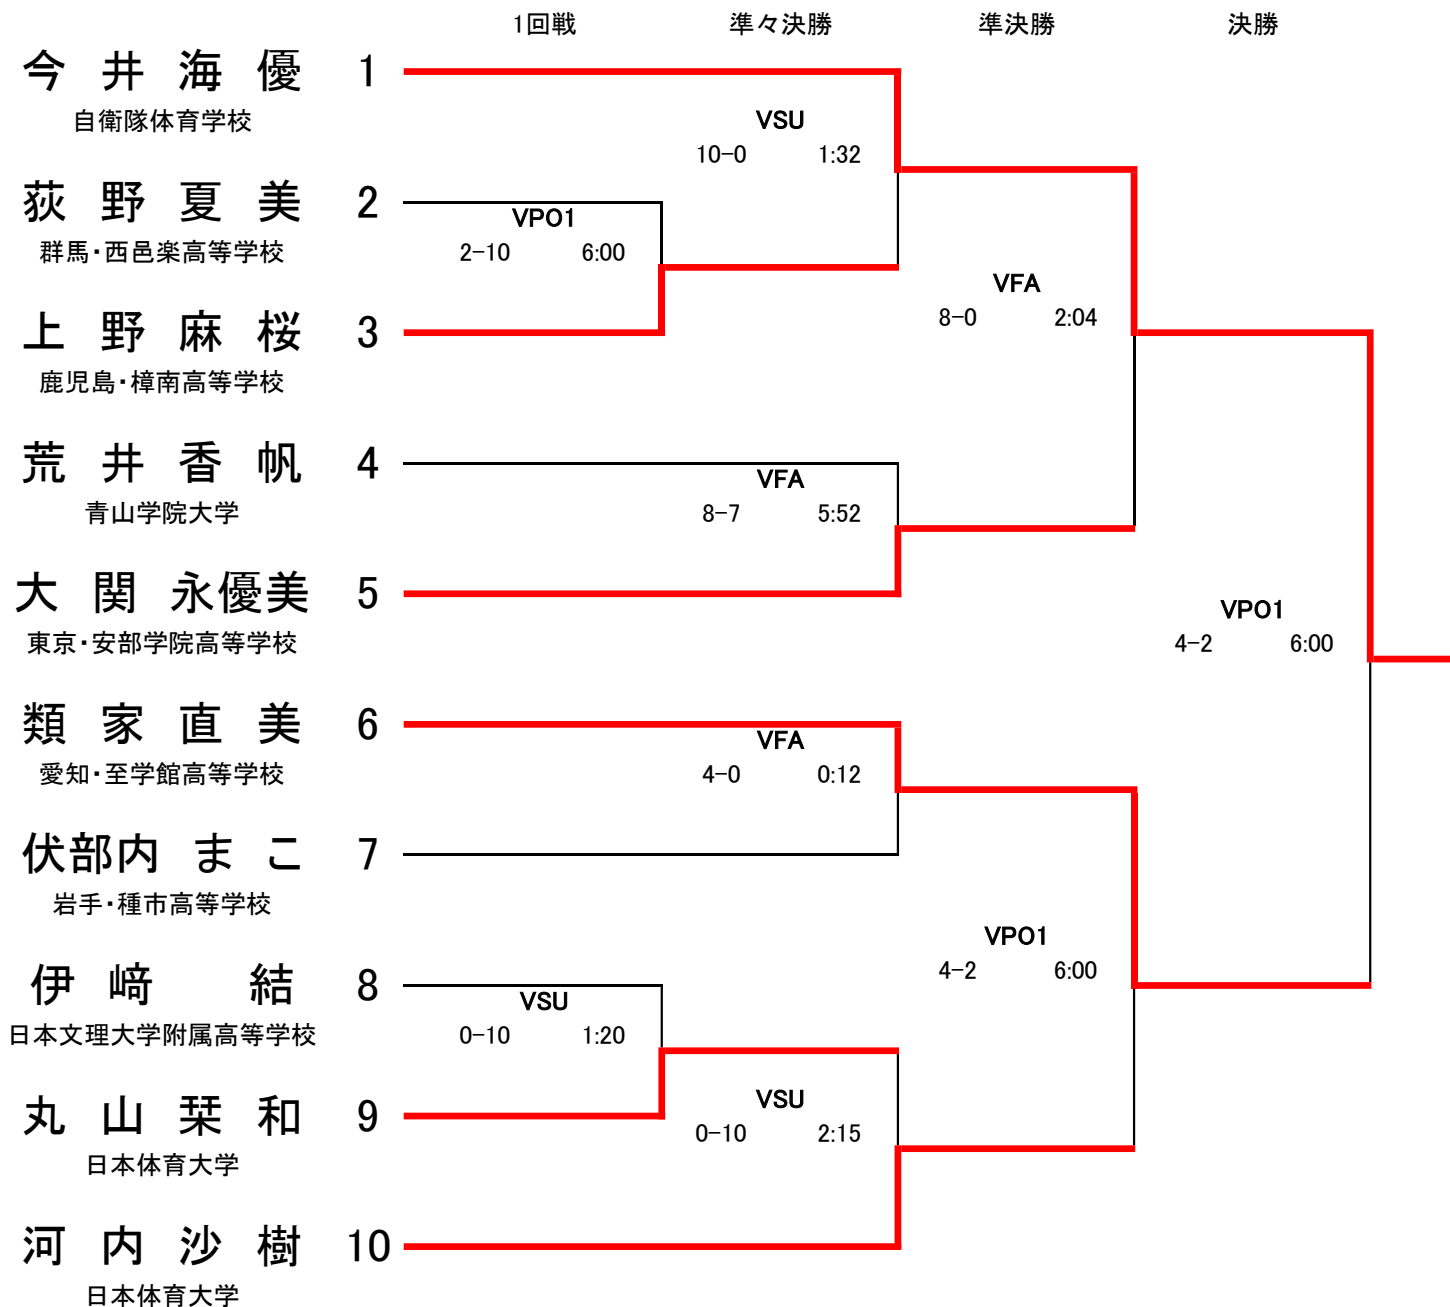 1回戦 準々決勝 準決勝 決勝
今井海優 1
自衛隊体育学校
VSU
10-0 1:32
荻野夏美 2
群馬・西邑楽高等学校
VPO1
2-10 6:00
上野麻桜 3
鹿児島・樟南高等学校
VFA
8-0 2:04
荒井香帆 4
青山学院大学
VFA
8-7 5:52
大関永優美 5
東京・安部学院高等学校
VPO1
4-2 6:00
類家直美 6
愛知・至学館高等学校
VFA
4-0 0:12
伏部内まこ 7
岩手・種市高等学校
VPO1
4-2 6:00
伊﨑 結 8
日本文理大学附属高等学校
VSU
0-10 1:20
丸山栞和 9
日本体育大学
VSU
0-10 2:15
河内沙樹 10
日本体育大学